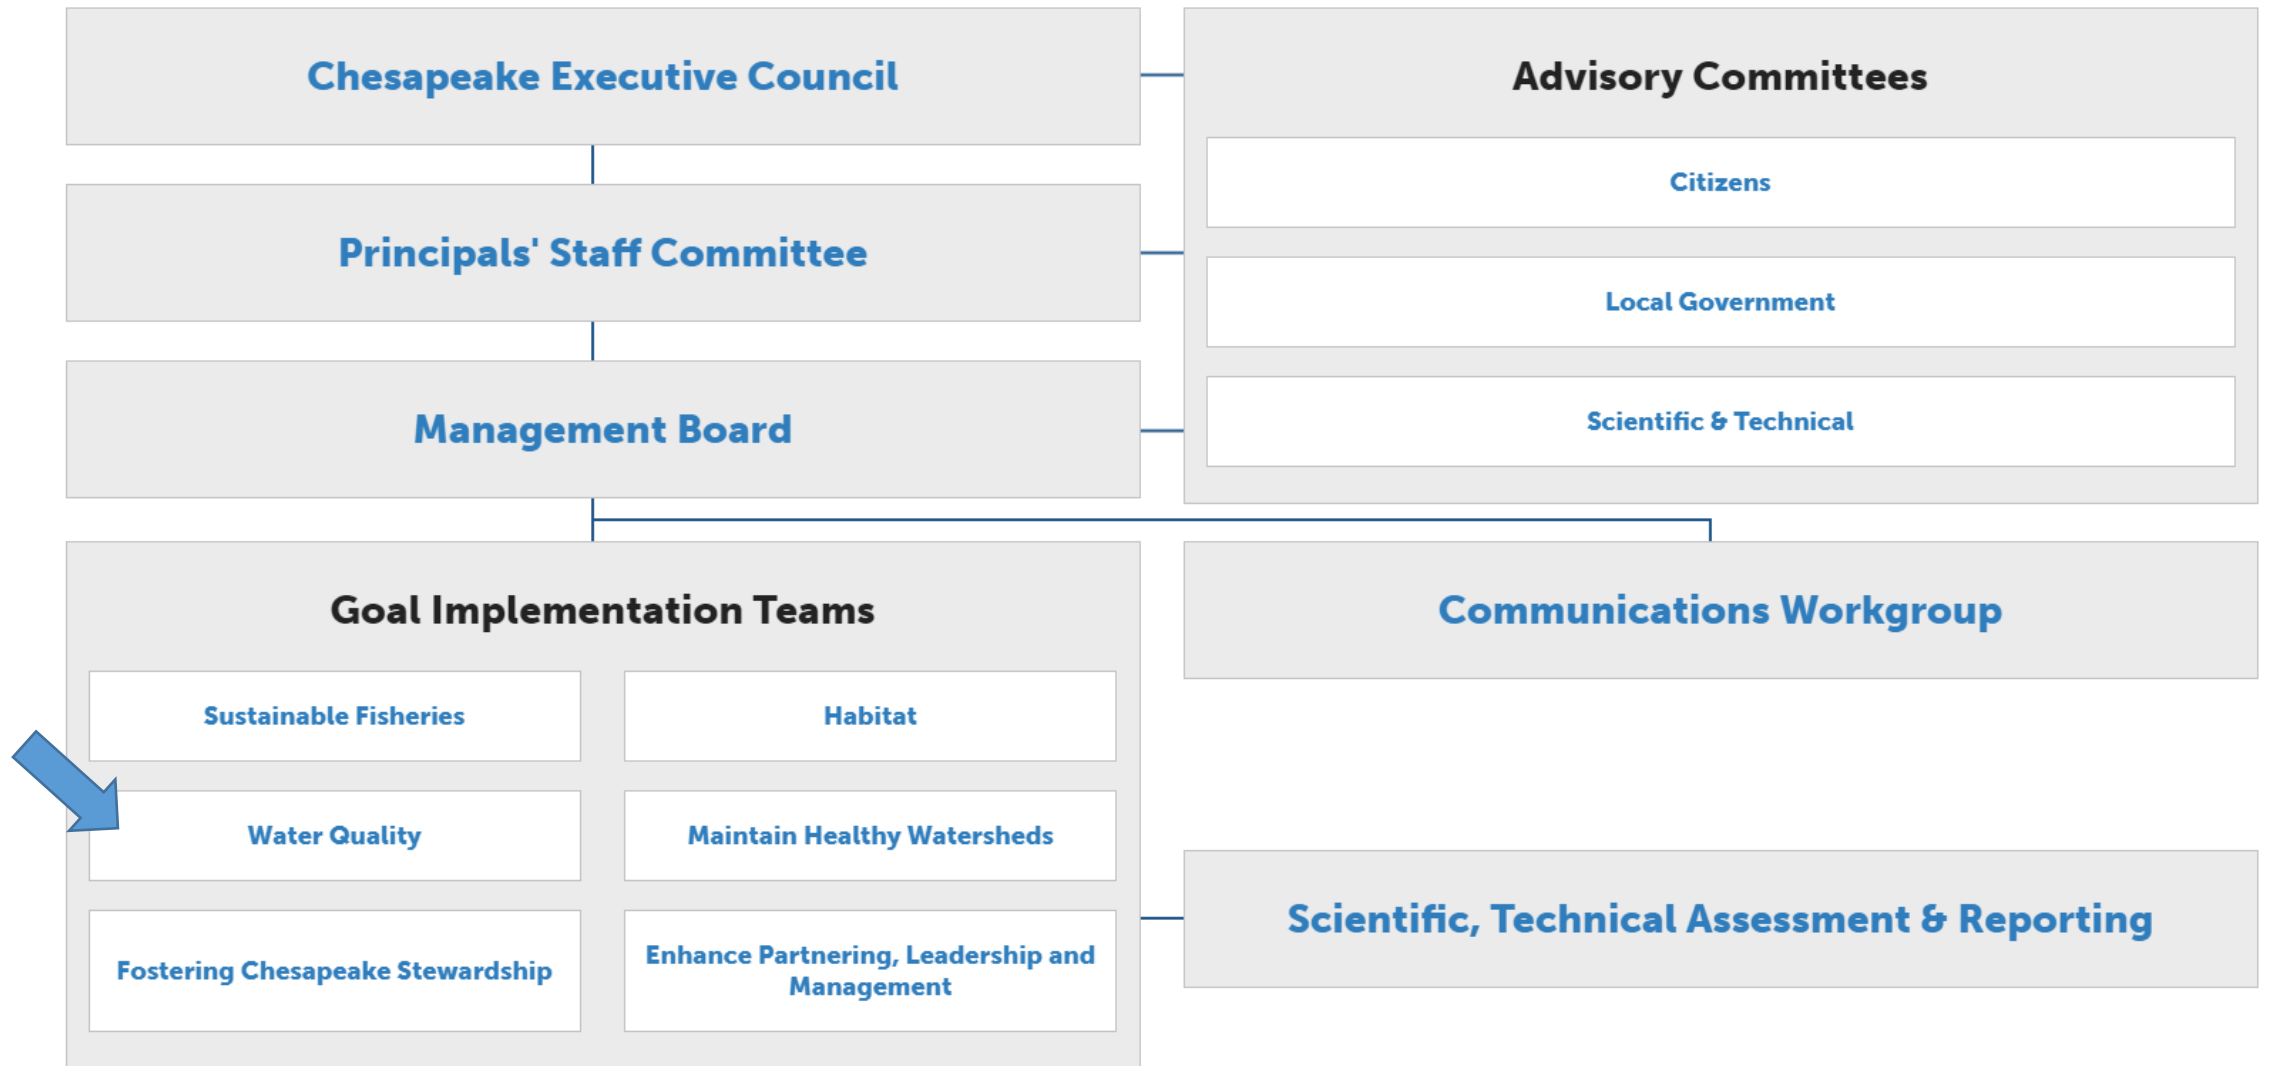 Chesapeake Executive Council
Principals' Staff Committee
Management Board
Advisory Committees
Citizens
Local Government
Scientific & Technical
Goal Implementation Teams
Sustainable Fisheries
Habitat
Water Quality
Maintain Healthy Watersheds
Fostering Chesapeake Stewardship
Enhance Partnering, Leadership and
Management
Communications Workgroup
Scientific, Technical Assessment & Reporting